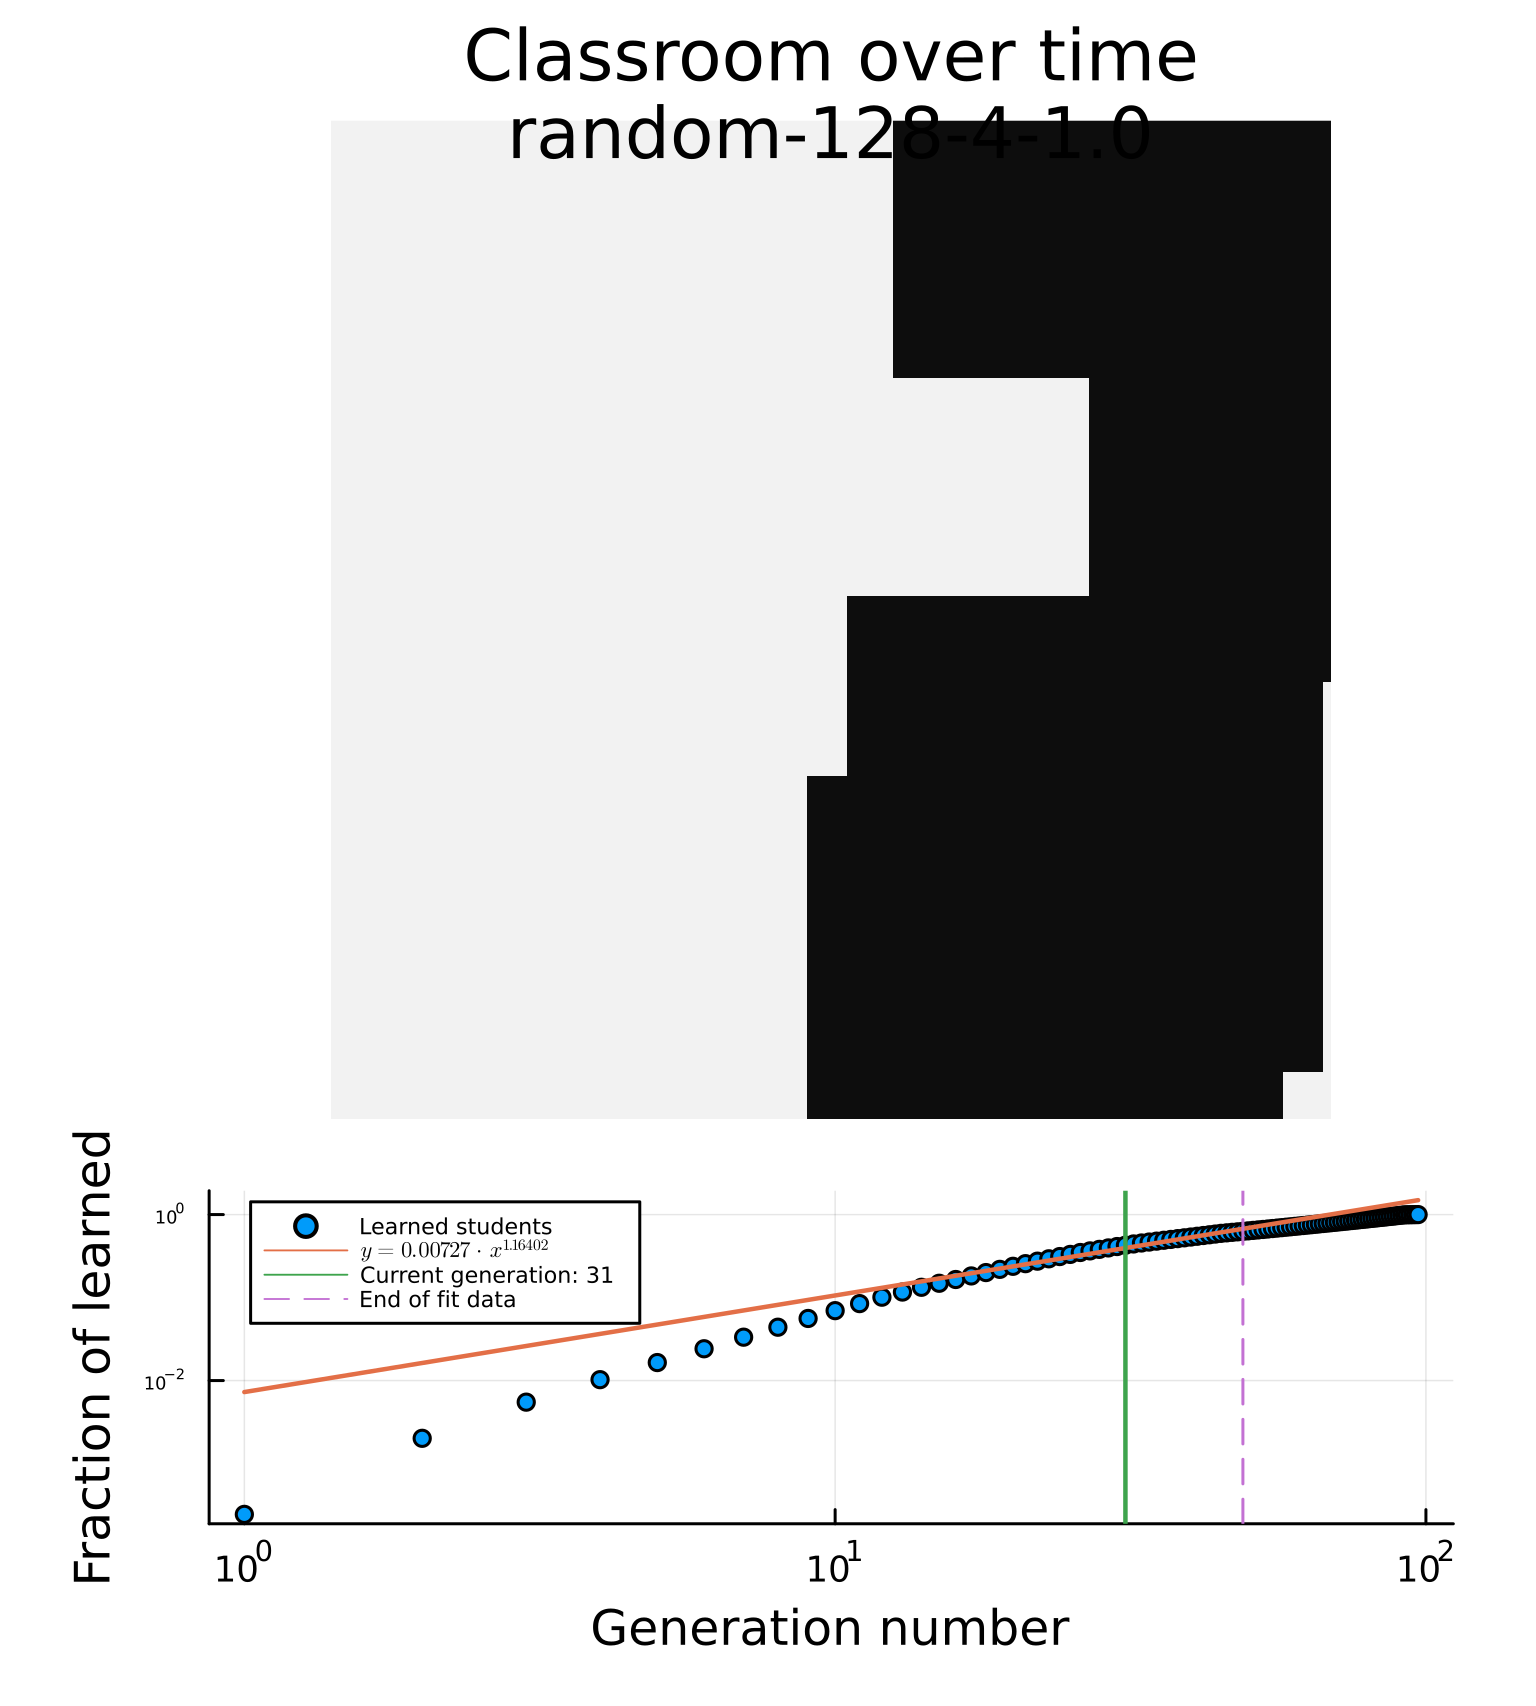 Classroom over time
random-128-4-1.0
Fraction of learned
10^0
10^-2
Learned students
y = 0.00727 · x^1.16402
Current generation: 31
End of fit data
10^0 10^1 10^2
Generation number